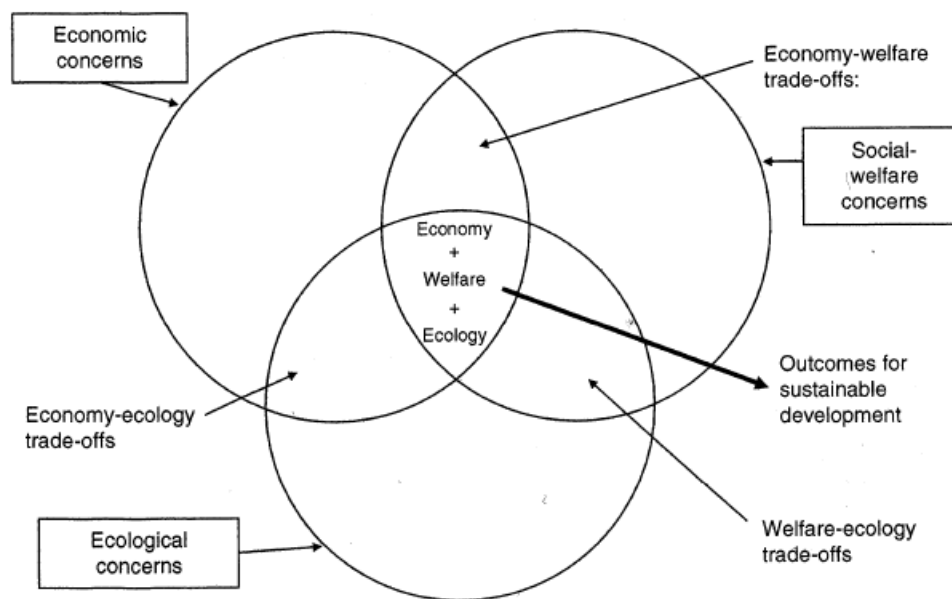 Economic
concerns
Economy-welfare
trade-offs:
Social-
welfare
concerns
Economy
+
Welfare
+
Ecology
Outcomes for
sustainable
development
Economy-ecology
trade-offs
Ecological
concerns
Welfare-ecology
trade-offs